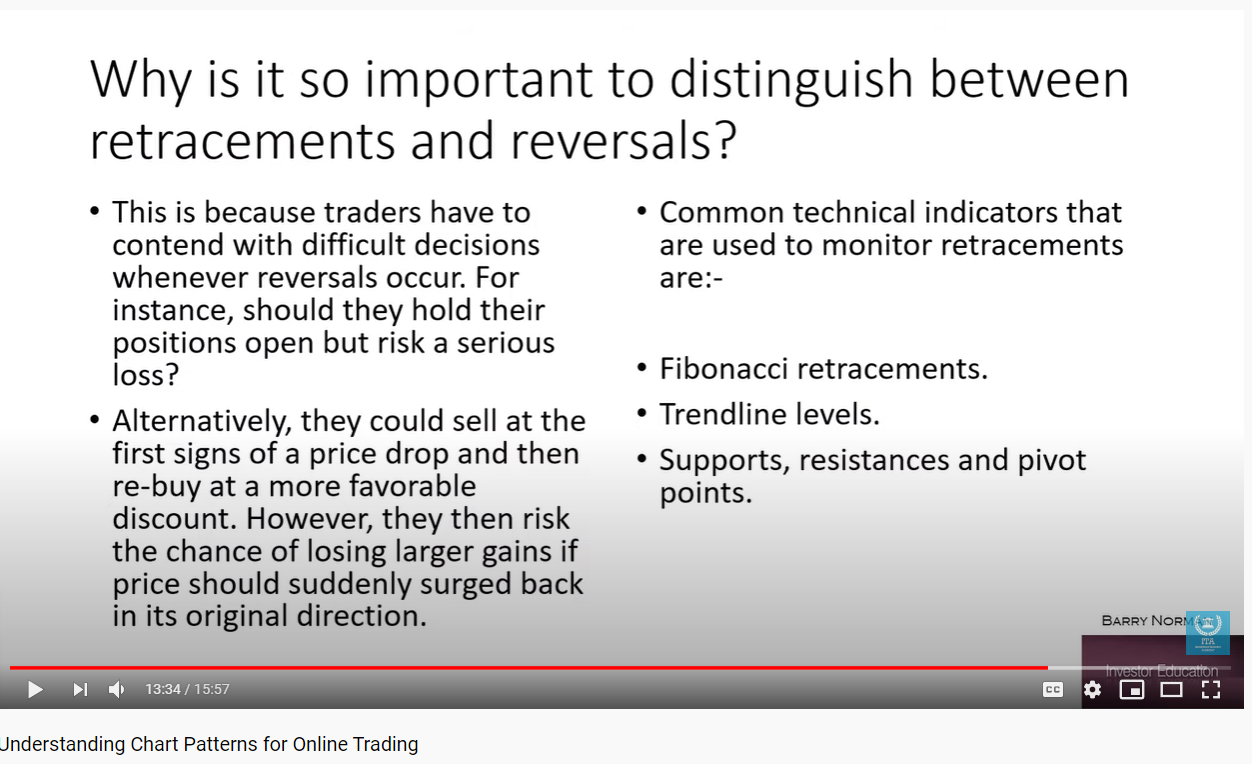 Why is it so important to distinguish between
retracements and reversals?
• This is because traders have to
contend with difficult decisions
whenever reversals occur. For
instance, should they hold their
positions open but risk a serious
loss?
• Alternatively, they could sell at the
first signs of a price drop and then
re-buy at a more favorable
discount. However, they then risk
the chance of losing larger gains if
price should suddenly surged back
in its original direction.
• Common technical indicators that
are used to monitor retracements
are:-
• Fibonacci retracements.
• Trendline levels.
• Supports, resistances and pivot
points.
BARRY
ITA
Investor Education
13:34 / 15:57
CC
Understanding Chart Patterns for Online Trading